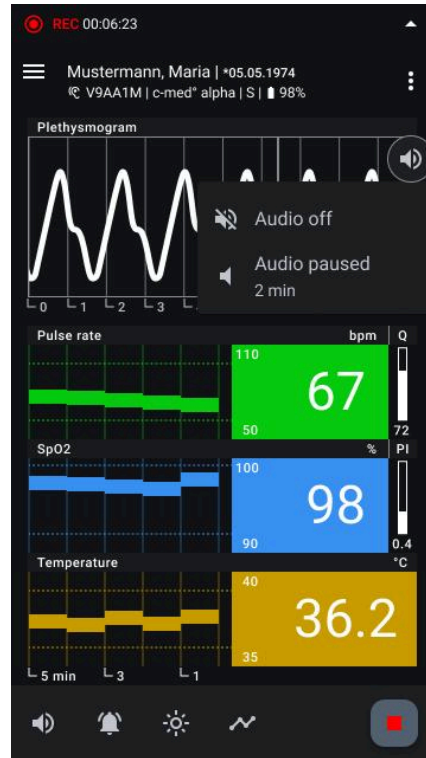 REC 00:06:23
Mustermann, Maria | *05.05.1974
V9AA1M | c-med° alpha | S | 98%
Plethysmogram
Audio off
Audio paused
2 min
0 1 2 3
Pulse rate bpm Q
110
67
50 72
SpO2 % PI
100
98
90 0.4
Temperature °C
40
36.2
35
5 min 3 1